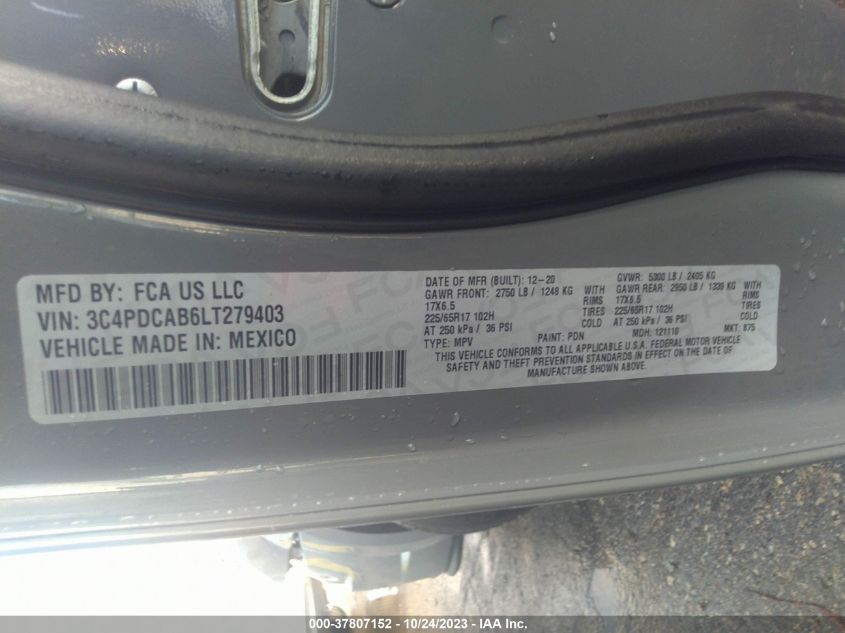 MFD BY: FCA US LLC
VIN: 3C4PDCAB6LT279403
VEHICLE MADE IN: MEXICO
DATE OF MFR (BUILT): 12-20
GVWR: 5300 LB / 2405 KG
GAWR FRONT: 2750 LB / 1248 KG WITH
GAWR REAR: 2950 LB / 1339 KG WITH
17X6.5 RIMS
17X6.5 RIMS
225/65R17 102H TIRES
225/65R17 102H TIRES
AT 250 kPa / 36 PSI COLD
AT 250 kPa / 36 PSI COLD
TYPE: MPV PAINT: PDN MDH: 121110 MKT: 875
THIS VEHICLE CONFORMS TO ALL APPLICABLE U.S.A. FEDERAL MOTOR VEHICLE
SAFETY AND THEFT PREVENTION STANDARDS IN EFFECT ON THE DATE OF
MANUFACTURE SHOWN ABOVE.
000-37807152 - 10/24/2023 - IAA Inc.